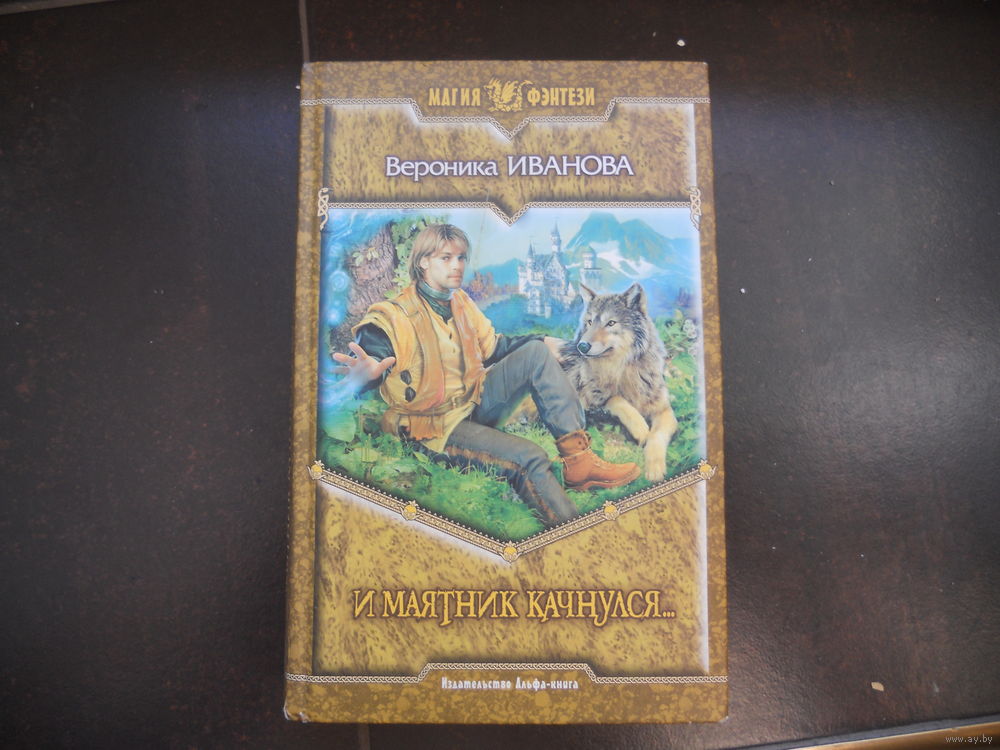 МАГИЯ ФЭНТЕЗИ
Вероника ИВАНОВА
И МАЯТНИК КАЧНУЛСЯ...
Издательство Альфа-книга
www.ay.by